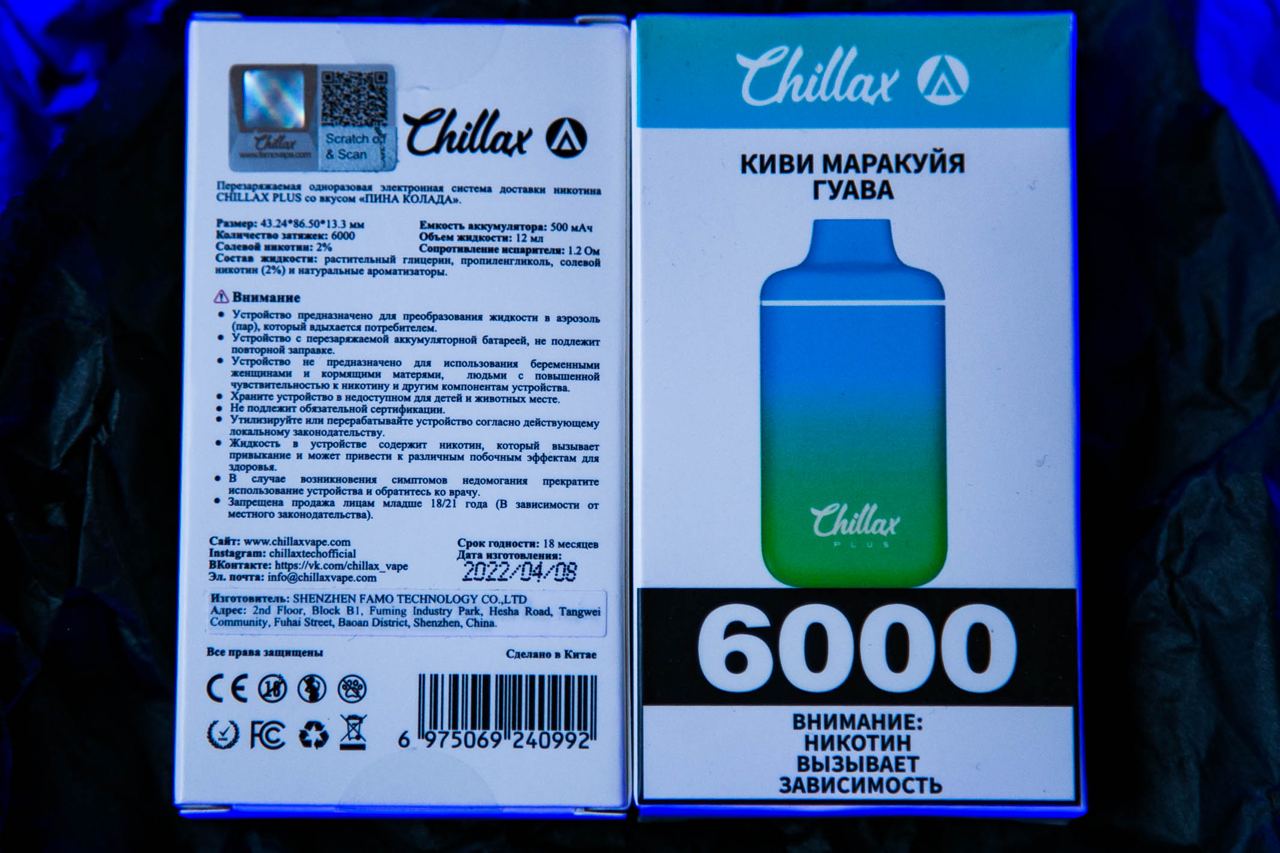 Chillax
www.famovape.com
Scratch off
& Scan
Chillax
Перезаряжаемая одноразовая электронная система доставки никотина
CHILLAX PLUS со вкусом «ПИНА КОЛАДА».
Размер: 43.24*86.50*13.3 мм
Количество затяжек: 6000
Солевой никотин: 2%
Емкость аккумулятора: 500 мАч
Объем жидкости: 12 мл
Сопротивление испарителя: 1.2 Ом
Состав жидкости: растительный глицерин, пропиленгликоль, солевой
никотин (2%) и натуральные ароматизаторы.
Внимание
• Устройство предназначено для преобразования жидкости в аэрозоль
(пар), который вдыхается потребителем.
• Устройство с перезаряжаемой аккумуляторной батареей, не подлежит
повторной заправке.
• Устройство не предназначено для использования беременными
женщинами и кормящими матерями, людьми с повышенной
чувствительностью к никотину и другим компонентам устройства.
• Храните устройство в недоступном для детей и животных месте.
• Не подлежит обязательной сертификации.
• Утилизируйте или перерабатывайте устройство согласно действующему
локальному законодательству.
• Жидкость в устройстве содержит никотин, который вызывает
привыкание и может привести к различным побочным эффектам для
здоровья.
• В случае возникновения симптомов недомогания прекратите
использование устройства и обратитесь ко врачу.
• Запрещена продажа лицам младше 18/21 года (В зависимости от
местного законодательства).
Сайт: www.chillaxvape.com
Instagram: chillaxtechofficial
ВКонтакте: https://vk.com/chillax_vape
Эл. почта: info@chillaxvape.com
Срок годности: 18 месяцев
Дата изготовления:
2022/04/08
Изготовитель: SHENZHEN FAMO TECHNOLOGY CO.,LTD
Адрес: 2nd Floor, Block B1, Fuming Industry Park, Hesha Road, Tangwei
Community, Fuhai Street, Baoan District, Shenzhen, China.
Все права защищены
Сделано в Китае
CE 18
FC
6 975069 240992
Chillax
КИВИ МАРАКУЙЯ
ГУАВА
Chillax
PLUS
6000
ВНИМАНИЕ:
НИКОТИН
ВЫЗЫВАЕТ
ЗАВИСИМОСТЬ